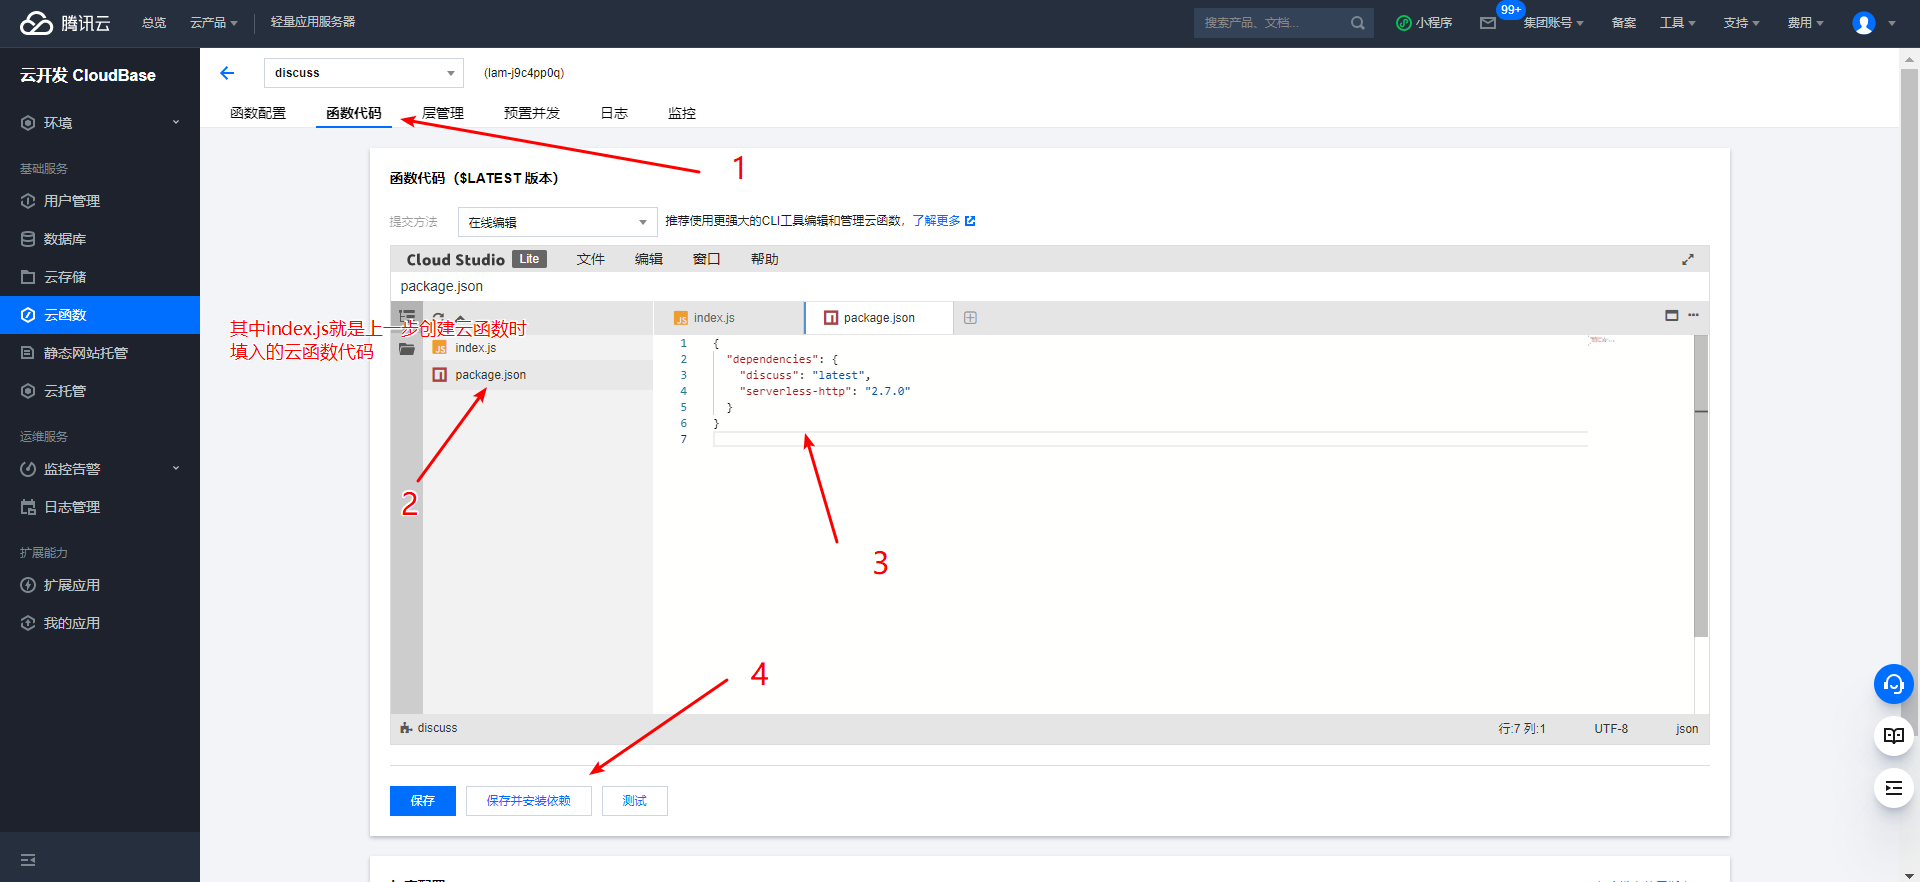 腾讯云
总览
云产品
轻量应用服务器
搜索产品、文档...
小程序
99+
集团账号
备案
工具
支持
费用
云开发 CloudBase
discuss
(lam-j9c4pp0q)
函数配置
函数代码
层管理
预置并发
日志
监控
环境
基础服务
用户管理
数据库
云存储
云函数
静态网站托管
云托管
运维服务
监控告警
日志管理
扩展能力
扩展应用
我的应用
1
函数代码（$LATEST 版本）
提交方法
在线编辑
推荐使用更强大的CLI工具编辑和管理云函数，了解更多
Cloud Studio Lite
文件
编辑
窗口
帮助
package.json
其中index.js就是上一步创建云函数时
填入的云函数代码
index.js
package.json
2
index.js
package.json
1 {
2 "dependencies": {
3 "discuss": "latest",
4 "serverless-http": "2.7.0"
5 }
6 }
7
3
4
discuss
行:7 列:1
UTF-8
json
保存
保存并安装依赖
测试